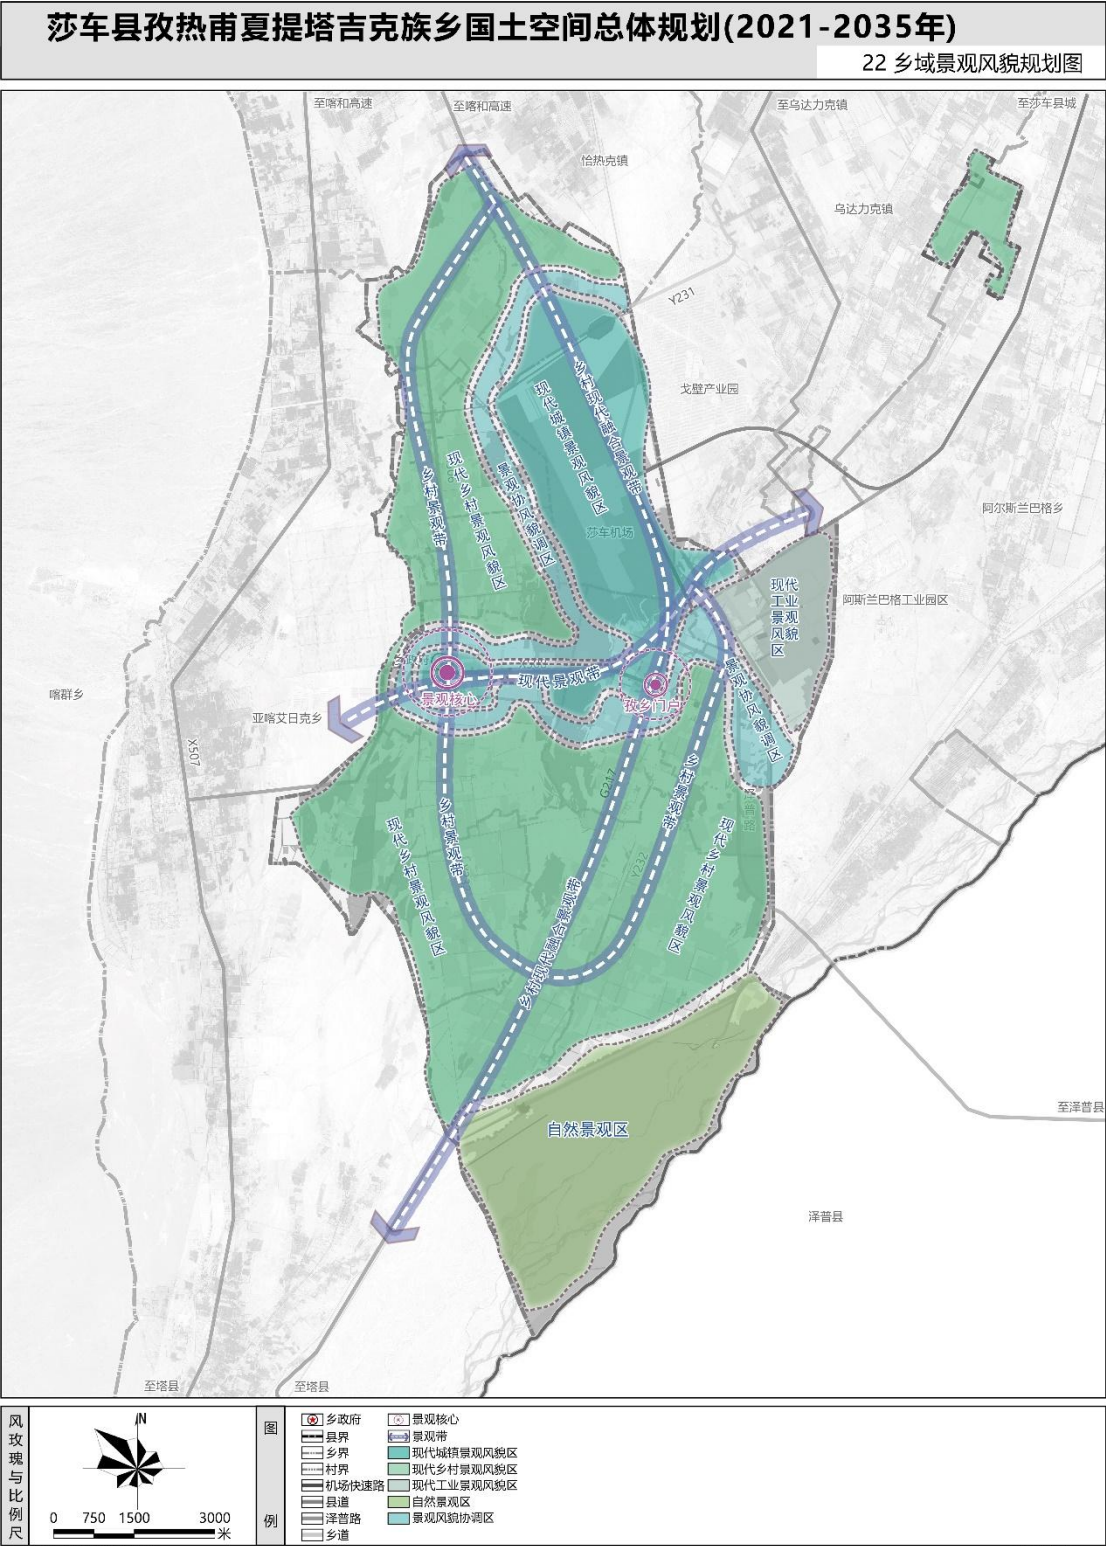 莎车县孜热甫夏提塔吉克族乡国土空间总体规划(2021-2035年)
22 乡域景观风貌规划图
至喀和高速
至喀和高速
至乌达力克镇
至莎车县城
恰热克镇
乌达力克镇
Y231
戈壁产业园
现代城镇景观风貌区
乡村现代融合景观带
乡村景观带
现代乡村景观风貌区
景观协风貌调区
莎车机场
阿尔斯兰巴格乡
现代工业景观风貌区
阿斯兰巴格工业园区
喀群乡
亚喀艾日克乡
X507
景观核心
现代景观带
孜乡门户
景观协风貌调区
G217
乡村景观带
乡村景观带
泽普路
Y232
现代乡村景观风貌区
现代乡村景观风貌区
乡村现代融合景观带
自然景观区
至泽普县
泽普县
至塔县
至塔县
风玫瑰与比例尺
N
0 750 1500 3000
米
图例
乡政府
县界
乡界
村界
机场快速路
县道
泽普路
乡道
景观核心
景观带
现代城镇景观风貌区
现代乡村景观风貌区
现代工业景观风貌区
自然景观区
景观风貌协调区